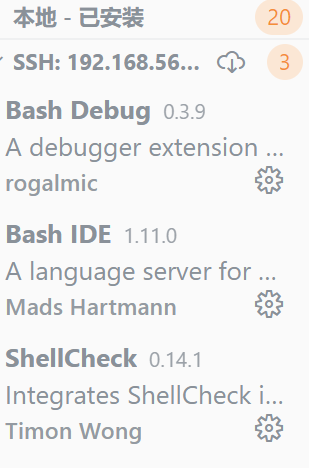 本地 - 已安装 20
SSH: 192.168.56... 3
Bash Debug 0.3.9
A debugger extension ...
rogalmic
Bash IDE 1.11.0
A language server for ...
Mads Hartmann
ShellCheck 0.14.1
Integrates ShellCheck i...
Timon Wong